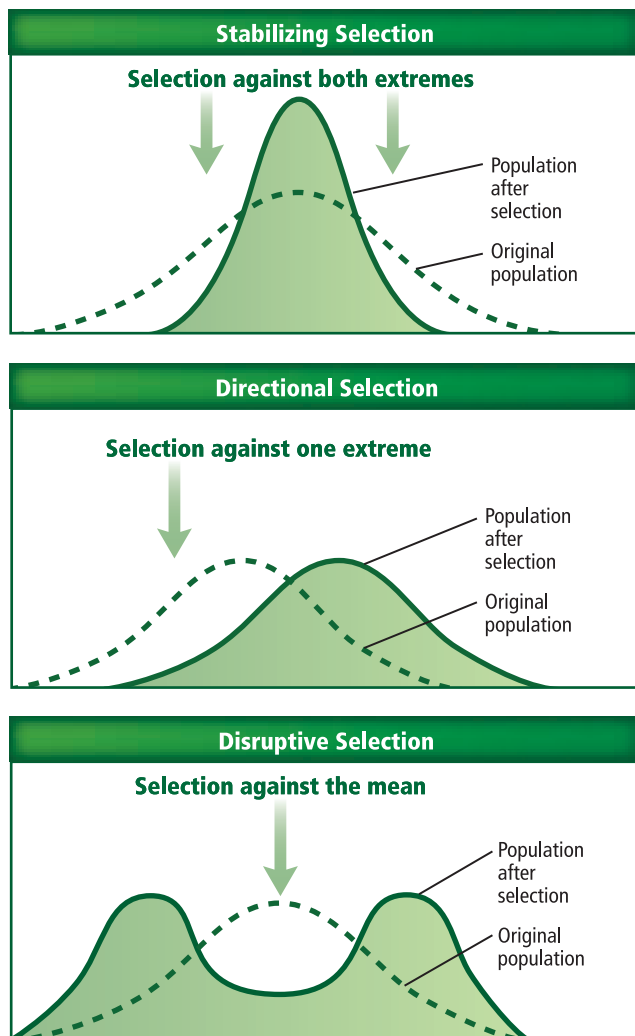 Stabilizing Selection
Selection against both extremes
Population
after
selection
Original
population
Directional Selection
Selection against one extreme
Population
after
selection
Original
population
Disruptive Selection
Selection against the mean
Population
after
selection
Original
population